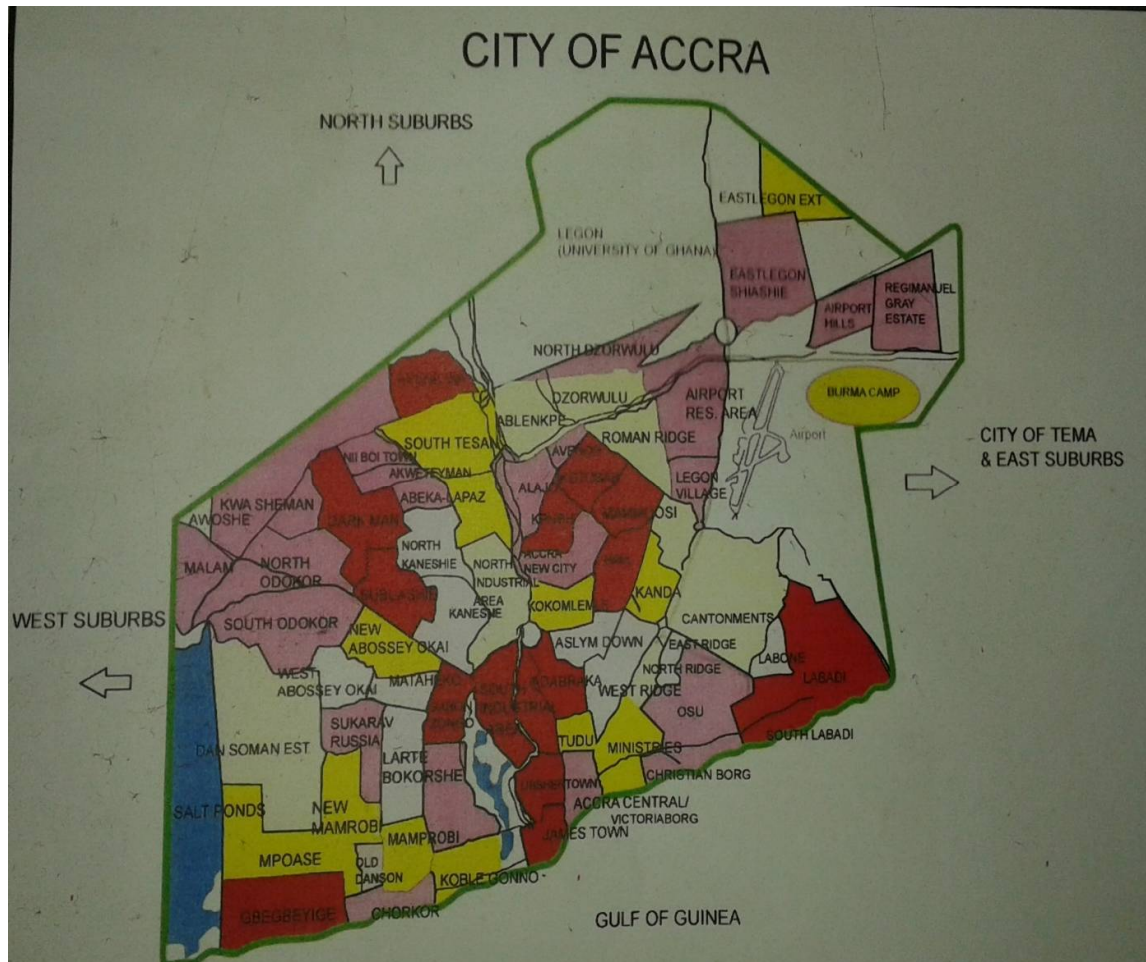 CITY OF ACCRA
NORTH SUBURBS
EASTLEGON EXT
LEGON
(UNIVERSITY OF GHANA)
EASTLEGON
SHIASHIE
AIRPORT
HILLS
REGIMANUEL
GRAY
ESTATE
NORTH DZORWULU
BURMA CAMP
DZORWULU
AIRPORT
RES. AREA
ABLENKPE
ROMAN RIDGE
Airport
CITY OF TEMA
& EAST SUBURBS
SOUTH TESAN
NII BOI TOWN
AKWETEYMAN
ABEKA-LAPAZ
LEGON
VILLAGE
KWA SHEMAN
AWOSHE
NORTH
KANESHIE
ACCRA
NEW CITY
MALAM
NORTH
ODOKOR
NORTH
NDUSTRIAL
AREA
KANESHE
KANDA
CANTONMENTS
WEST SUBURBS
SOUTH ODOKOR
NEW
ABOSSEY OKAI
ASLYM DOWN
EAST RIDGE
NORTH RIDGE
LABONE
LABADI
WEST
ABOSSEY OKAI
MATAHEKO
SOUTH
INDUSTRIAL
WEST RIDGE
OSU
SUKARAV
RUSSIA
TUDU
MINISTRIES
SOUTH LABADI
DAN SOMAN EST.
LARTE
BOKORSHE
CHRISTIAN BORG
SALT PONDS
NEW
MAMROBI
ACCRA CENTRAL/
VICTORIABORG
MAMPROBI
JAMES TOWN
MPOASE
OLD
DANSON
KOBLE GONNO
GBEGBEYIGE
CHORKOR
GULF OF GUINEA